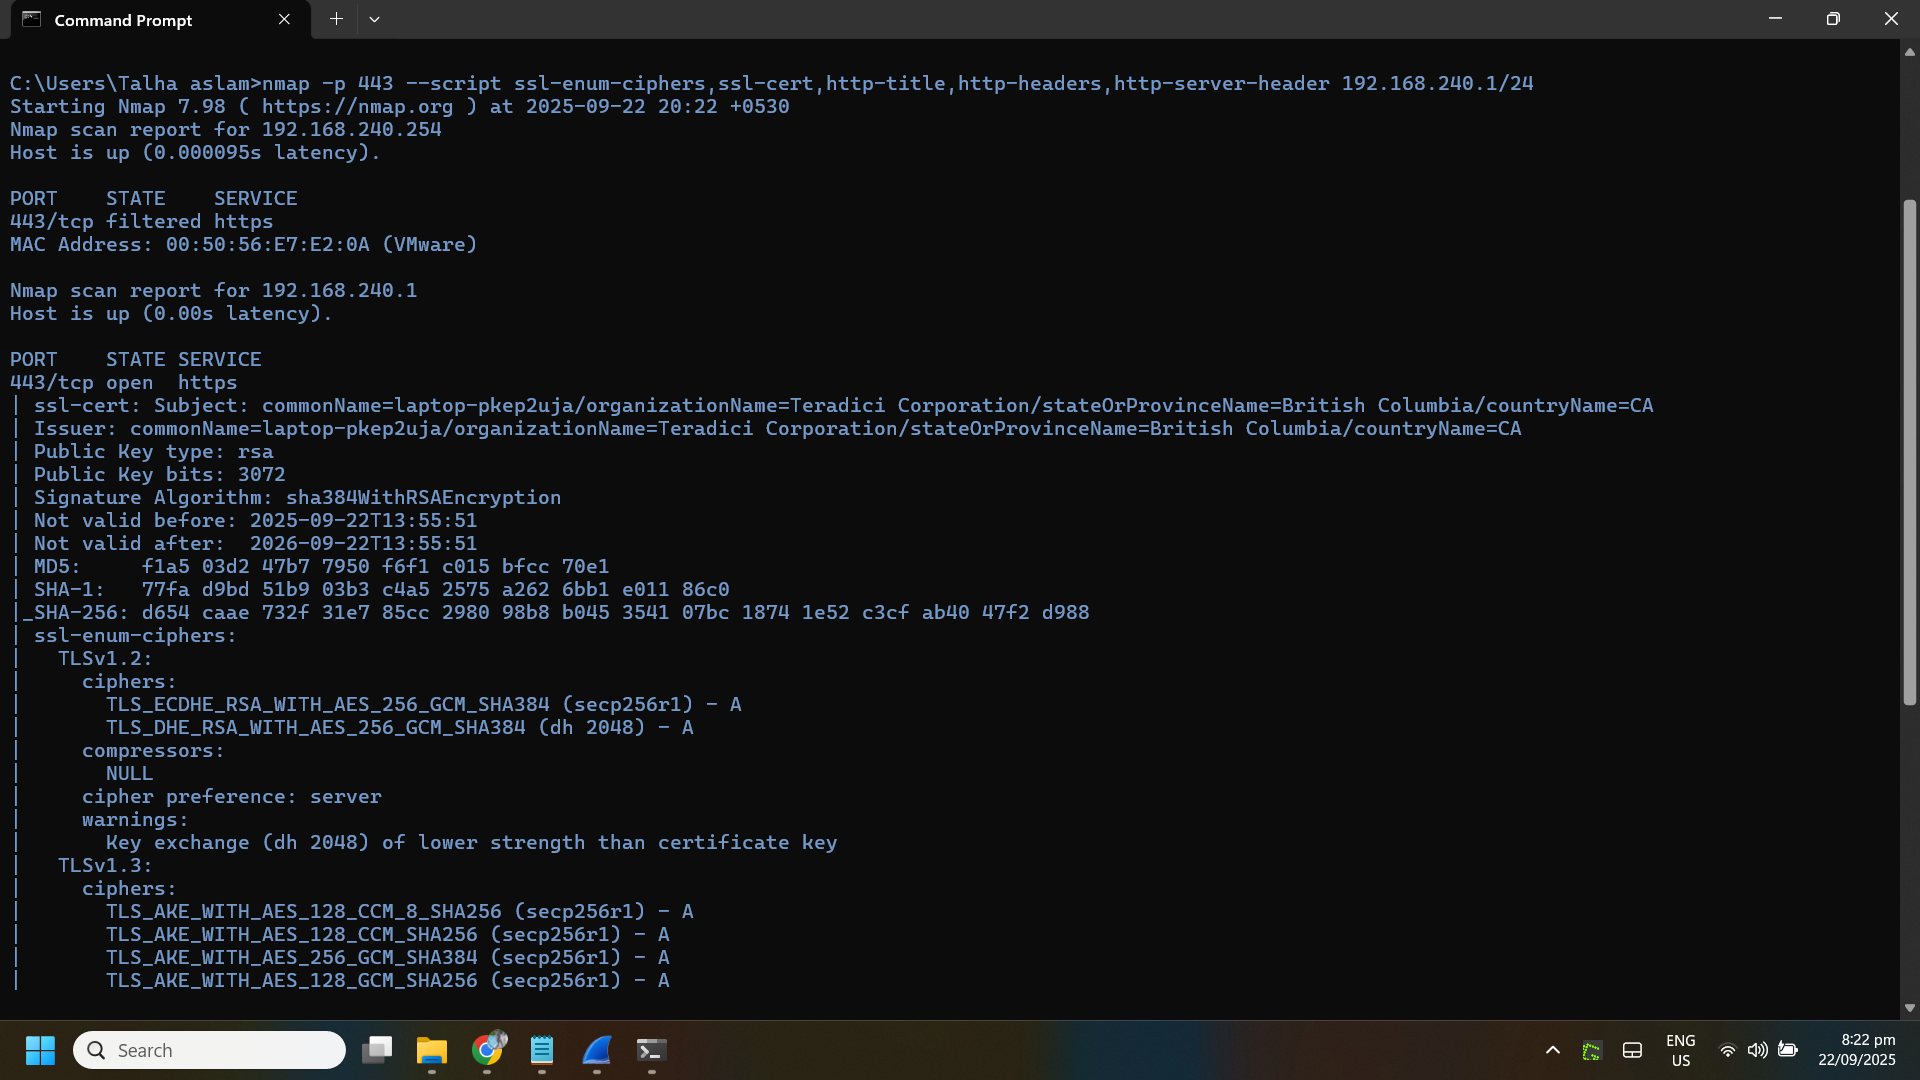 Command Prompt
C:\Users\Talha aslam>nmap -p 443 --script ssl-enum-ciphers,ssl-cert,http-title,http-headers,http-server-header 192.168.240.1/24
Starting Nmap 7.98 ( https://nmap.org ) at 2025-09-22 20:22 +0530
Nmap scan report for 192.168.240.254
Host is up (0.000095s latency).
PORT    STATE    SERVICE
443/tcp filtered https
MAC Address: 00:50:56:E7:E2:0A (VMware)
Nmap scan report for 192.168.240.1
Host is up (0.00s latency).
PORT    STATE SERVICE
443/tcp open  https
| ssl-cert: Subject: commonName=laptop-pkep2uja/organizationName=Teradici Corporation/stateOrProvinceName=British Columbia/countryName=CA
| Issuer: commonName=laptop-pkep2uja/organizationName=Teradici Corporation/stateOrProvinceName=British Columbia/countryName=CA
| Public Key type: rsa
| Public Key bits: 3072
| Signature Algorithm: sha384WithRSAEncryption
| Not valid before: 2025-09-22T13:55:51
| Not valid after:  2026-09-22T13:55:51
| MD5:     f1a5 03d2 47b7 7950 f6f1 c015 bfcc 70e1
| SHA-1:   77fa d9bd 51b9 03b3 c4a5 2575 a262 6bb1 e011 86c0
|_SHA-256: d654 caae 732f 31e7 85cc 2980 98b8 b045 3541 07bc 1874 1e52 c3cf ab40 47f2 d988
| ssl-enum-ciphers:
|   TLSv1.2:
|     ciphers:
|       TLS_ECDHE_RSA_WITH_AES_256_GCM_SHA384 (secp256r1) - A
|       TLS_DHE_RSA_WITH_AES_256_GCM_SHA384 (dh 2048) - A
|     compressors:
|       NULL
|     cipher preference: server
|     warnings:
|       Key exchange (dh 2048) of lower strength than certificate key
|   TLSv1.3:
|     ciphers:
|       TLS_AKE_WITH_AES_128_CCM_8_SHA256 (secp256r1) - A
|       TLS_AKE_WITH_AES_128_CCM_SHA256 (secp256r1) - A
|       TLS_AKE_WITH_AES_256_GCM_SHA384 (secp256r1) - A
|       TLS_AKE_WITH_AES_128_GCM_SHA256 (secp256r1) - A
Search
ENG
US
8:22 pm
22/09/2025